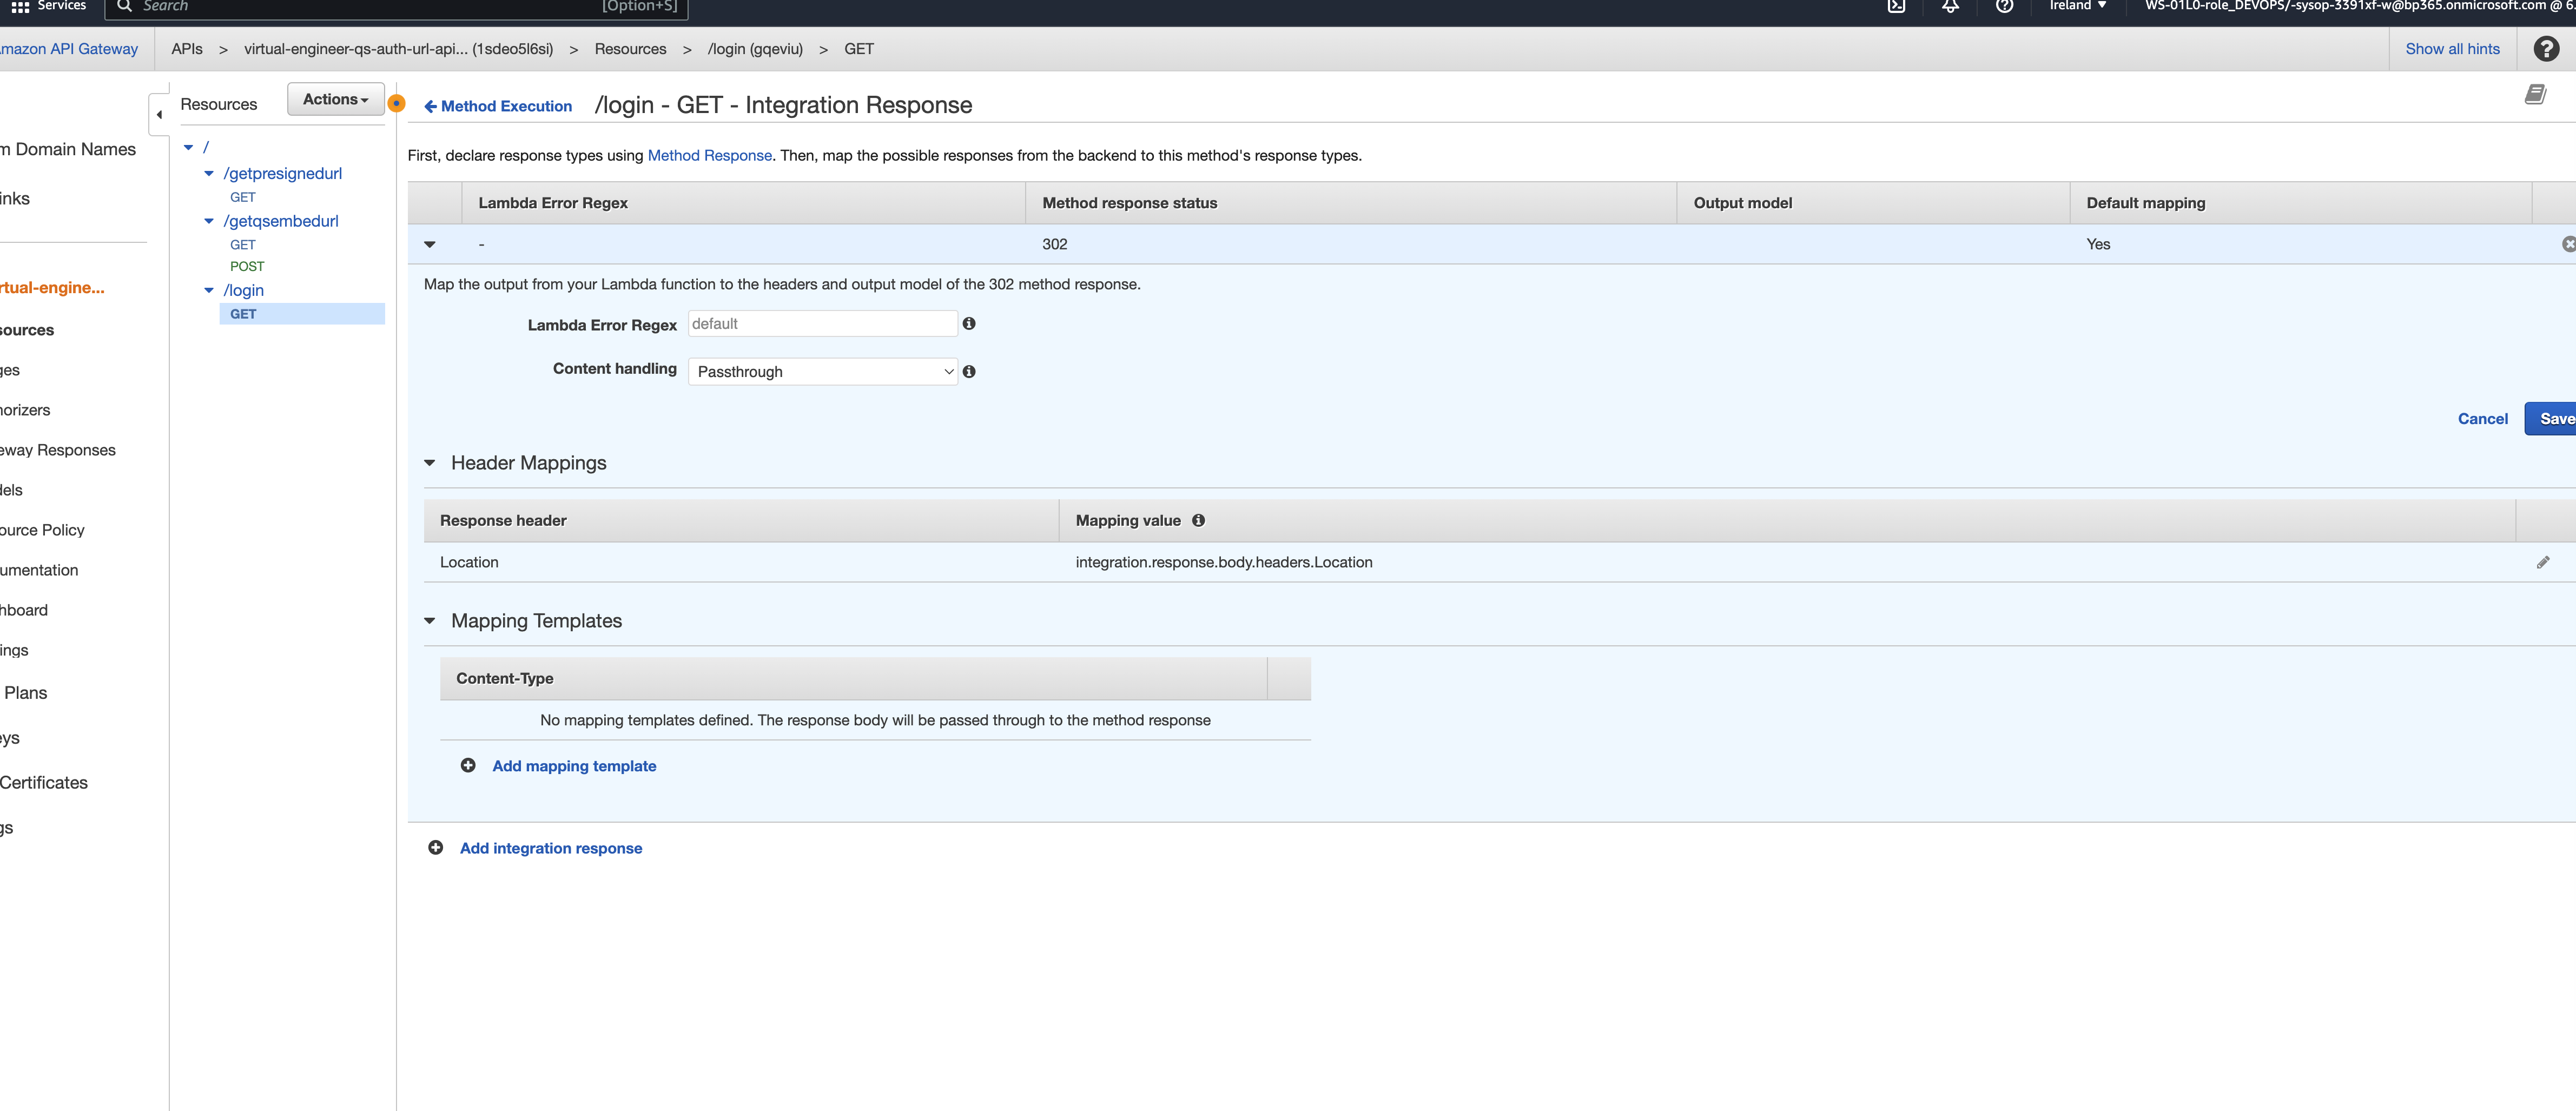 Services
Search
[Option+S]
Ireland
WS-01L0-role_DEVOPS/-sysop-3391xf-w@bp365.onmicrosoft.com @ 6.
mazon API Gateway
APIs > virtual-engineer-qs-auth-url-api... (1sdeo5l6si) > Resources > /login (gqeviu) > GET
Show all hints
m Domain Names
inks
rtual-engine...
sources
ges
horizers
eway Responses
dels
ource Policy
umentation
hboard
ings
Plans
eys
Certificates
gs
Resources
Actions
/
/getpresignedurl
GET
/getqsembedurl
GET
POST
/login
GET
Method Execution
/login - GET - Integration Response
First, declare response types using Method Response. Then, map the possible responses from the backend to this method's response types.
Lambda Error Regex Method response status Output model Default mapping
- 302 Yes
Map the output from your Lambda function to the headers and output model of the 302 method response.
Lambda Error Regex default
Content handling Passthrough
Cancel Save
Header Mappings
Response header Mapping value
Location integration.response.body.headers.Location
Mapping Templates
Content-Type
No mapping templates defined. The response body will be passed through to the method response
Add mapping template
Add integration response